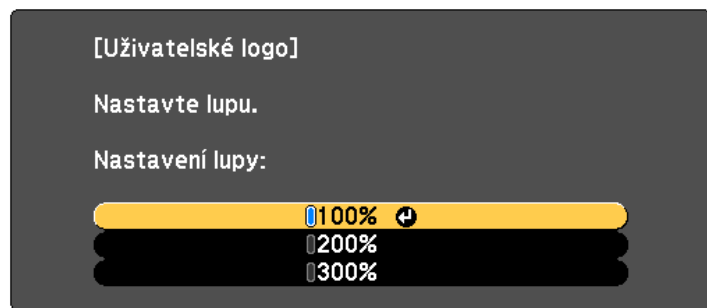 [Uživatelské logo]
Nastavte lupu.
Nastavení lupy:
100%
200%
300%